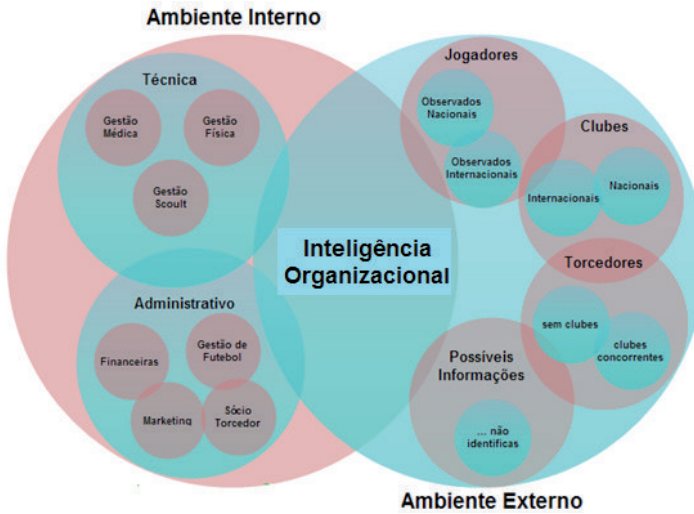 Ambiente Interno
Técnica
Gestão
Médica
Gestão
Física
Gestão
Scoult
Administrativo
Financeiras
Gestão de
Futebol
Marketing
Sócio
Torcedor
Inteligência
Organizacional
Jogadores
Observados
Nacionais
Observados
Internacionais
Clubes
Internacionais
Nacionais
Torcedores
sem clubes
clubes
concorrentes
Possíveis
Informações
... não
identificas
Ambiente Externo